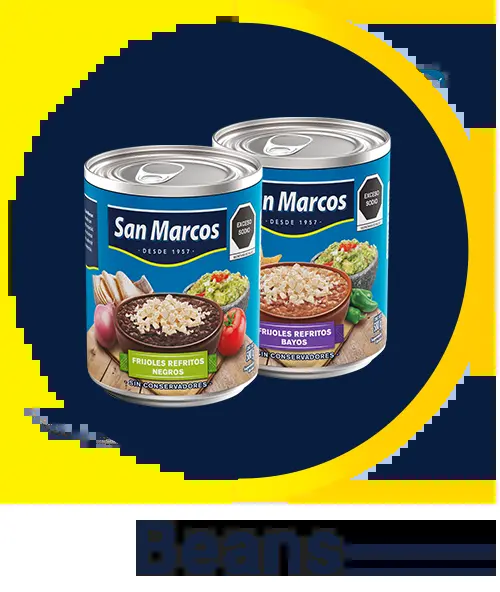 San Marcos
· DESDE 1957 ·
EXCESO
SODIO
FRIJOLES REFRITOS
NEGROS
· SIN CONSERVADORES ·
n Marcos
DESDE 1957 ·
EXCESO
SODIO
FRIJOLES REFRITOS
BAYOS
SIN CONSERVADORES ·
Beans